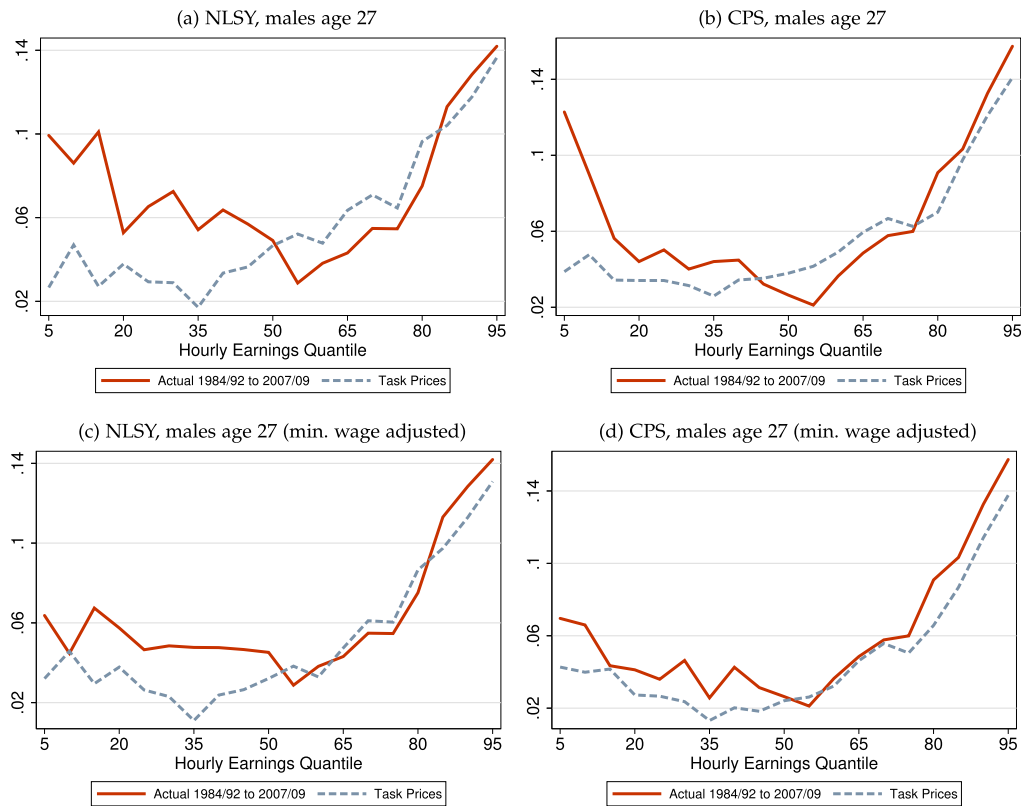 (a) NLSY, males age 27
.14
.1
.06
.02
5 20 35 50 65 80 95
Hourly Earnings Quantile
Actual 1984/92 to 2007/09 Task Prices
(b) CPS, males age 27
.14
.1
.06
.02
5 20 35 50 65 80 95
Hourly Earnings Quantile
Actual 1984/92 to 2007/09 Task Prices
(c) NLSY, males age 27 (min. wage adjusted)
.14
.1
.06
.02
5 20 35 50 65 80 95
Hourly Earnings Quantile
Actual 1984/92 to 2007/09 Task Prices
(d) CPS, males age 27 (min. wage adjusted)
.14
.1
.06
.02
5 20 35 50 65 80 95
Hourly Earnings Quantile
Actual 1984/92 to 2007/09 Task Prices